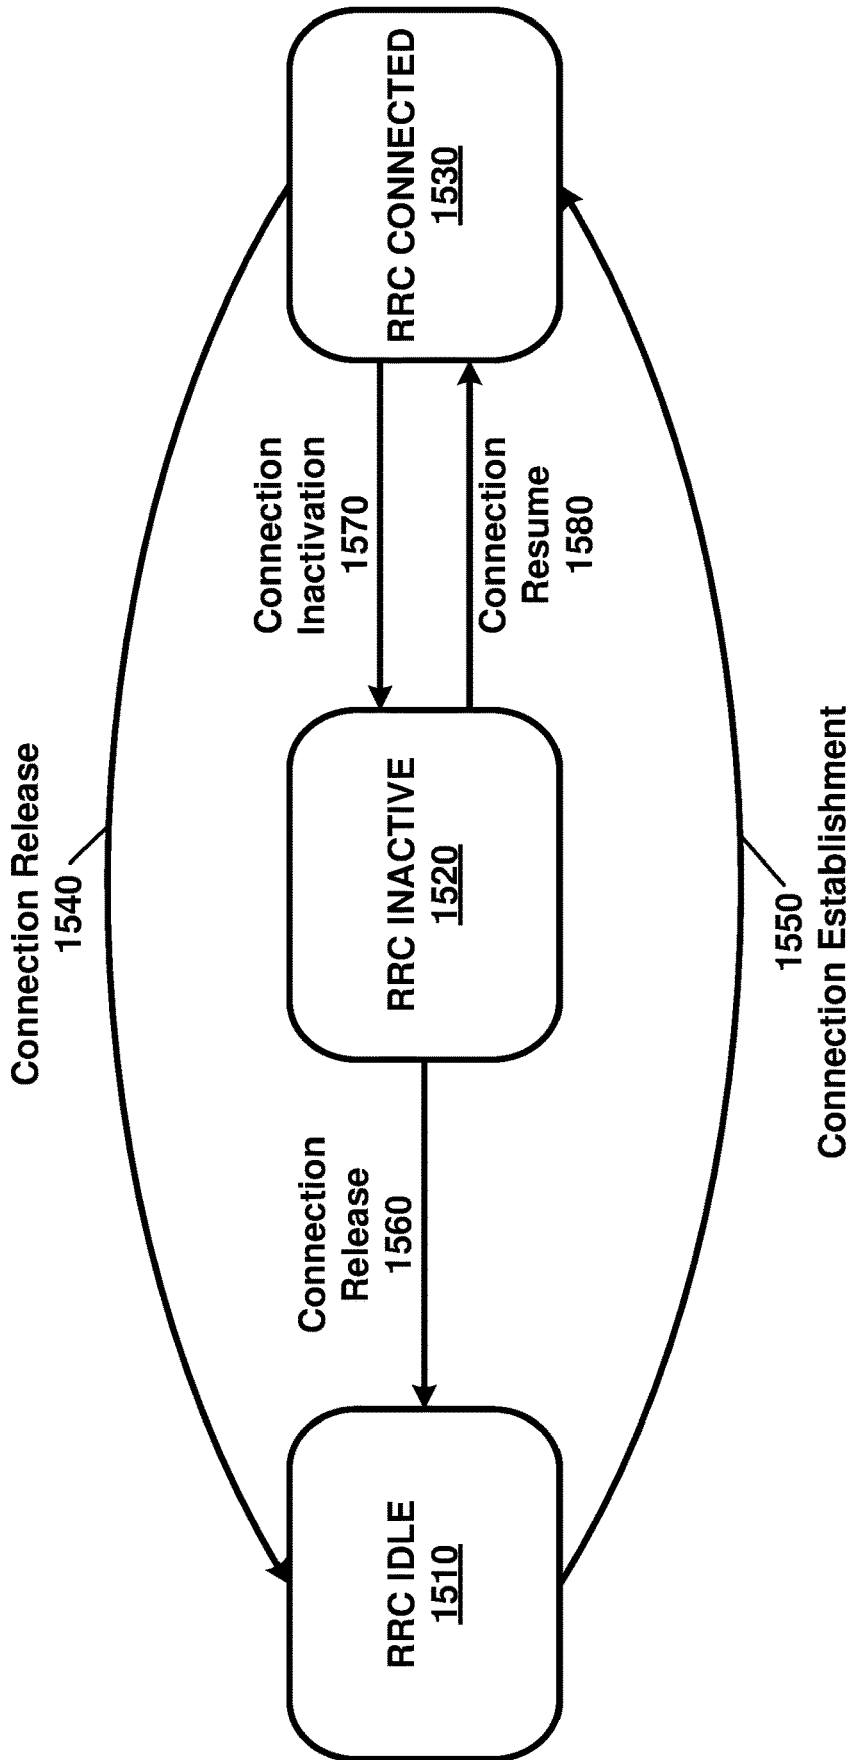 Connection Release
1540
RRC IDLE
1510
Connection
Release
1560
RRC INACTIVE
1520
Connection
Inactivation
1570
Connection
Resume
1580
RRC CONNECTED
1530
1550
Connection Establishment